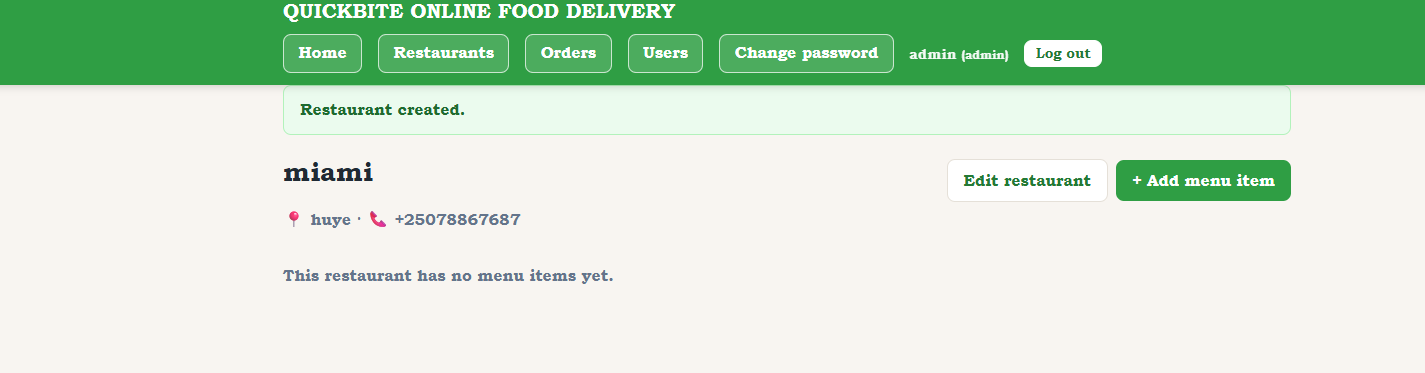 QUICKBITE ONLINE FOOD DELIVERY
Home Restaurants Orders Users Change password admin (admin) Log out
Restaurant created.
miami
Edit restaurant + Add menu item
📍 huye · 📞 +25078867687
This restaurant has no menu items yet.